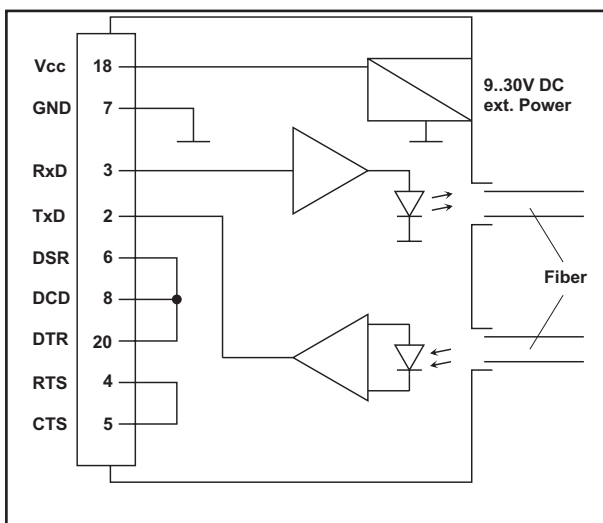 Vcc 18
9..30V DC
ext. Power
GND 7
RxD 3
TxD 2
DSR 6
Fiber
DCD 8
DTR 20
RTS 4
CTS 5